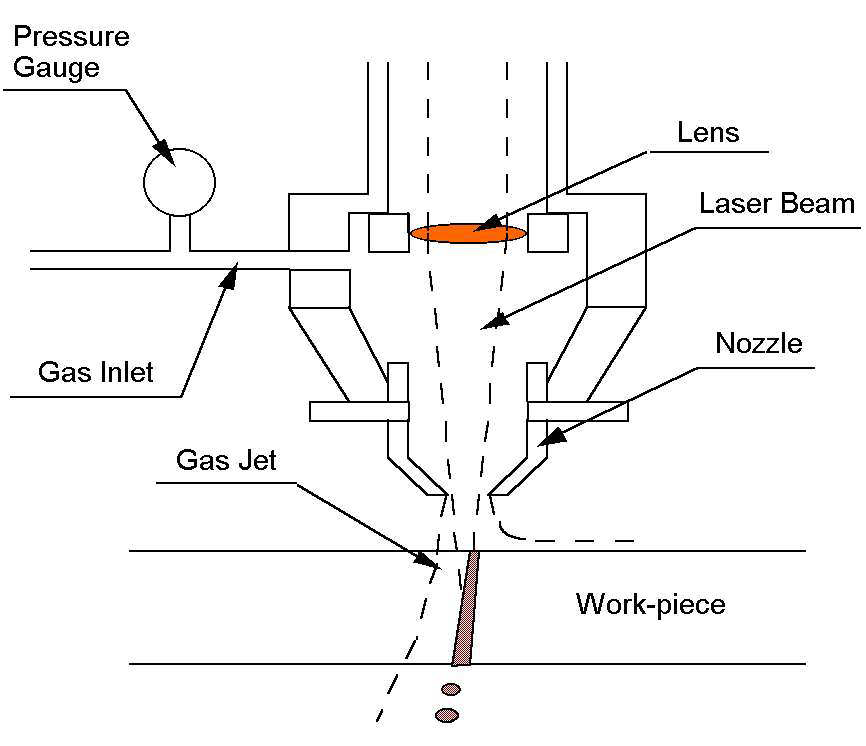 Pressure
Gauge
Lens
Laser Beam
Nozzle
Gas Inlet
Gas Jet
Work-piece